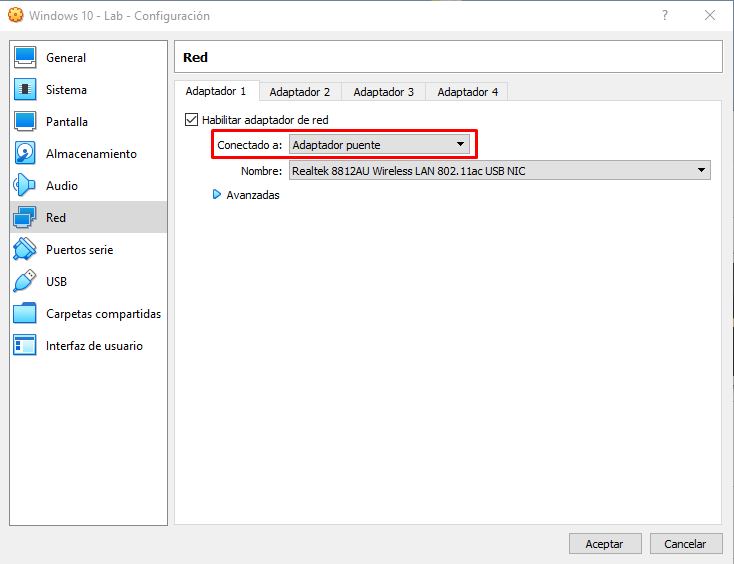 Windows 10 - Lab - Configuración
?
General
Sistema
Pantalla
Almacenamiento
Audio
Red
Puertos serie
USB
Carpetas compartidas
Interfaz de usuario
Red
Adaptador 1 Adaptador 2 Adaptador 3 Adaptador 4
Habilitar adaptador de red
Conectado a: Adaptador puente
Nombre: Realtek 8812AU Wireless LAN 802.11ac USB NIC
Avanzadas
Aceptar Cancelar